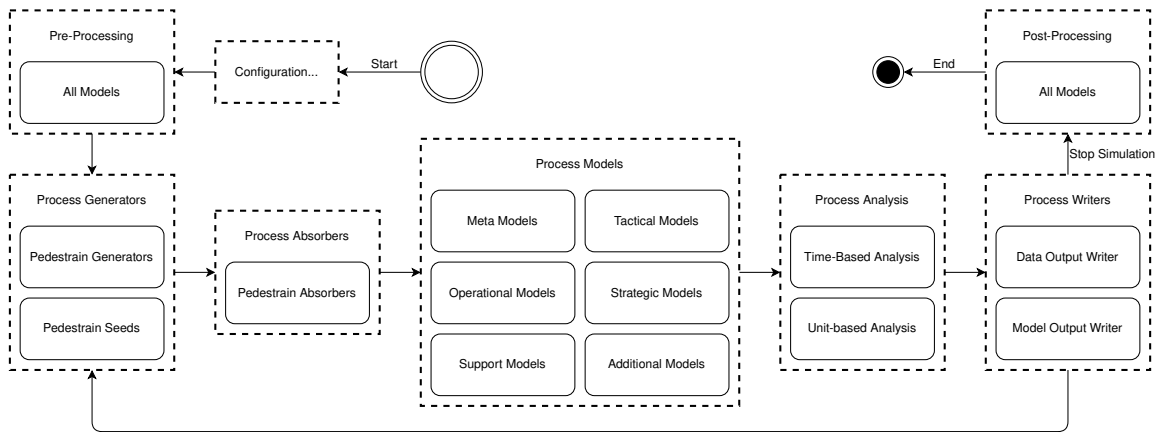 Pre-Processing
All Models
Configuration...
Start
End
Post-Processing
All Models
Stop Simulation
Process Generators
Pedestrain Generators
Pedestrain Seeds
Process Absorbers
Pedestrain Absorbers
Process Models
Meta Models
Tactical Models
Operational Models
Strategic Models
Support Models
Additional Models
Process Analysis
Time-Based Analysis
Unit-based Analysis
Process Writers
Data Output Writer
Model Output Writer